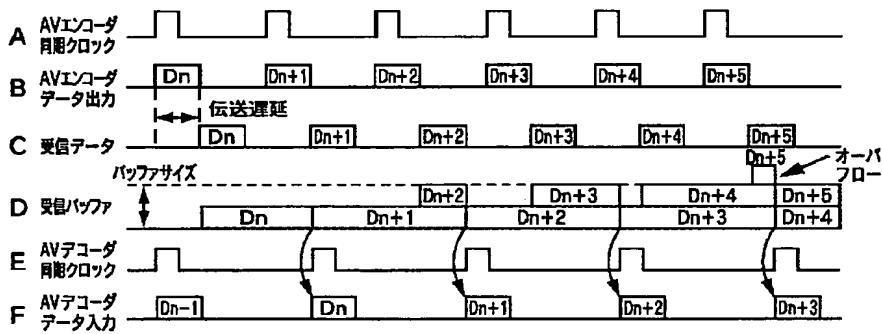 A AVエンコーダ
同期クロック
B AVエンコーダ
データ出力
Dn Dn+1 Dn+2 Dn+3 Dn+4 Dn+5
伝送遅延
C 受信データ
Dn Dn+1 Dn+2 Dn+3 Dn+4 Dn+5
バッファサイズ
Dn+5
オーバ
フロー
D 受信バッファ
Dn+2 Dn+3 Dn+4 Dn+5
Dn Dn+1 Dn+2 Dn+3 Dn+4
E AVデコーダ
同期クロック
F AVデコーダ
データ入力
Dn-1 Dn Dn+1 Dn+2 Dn+3